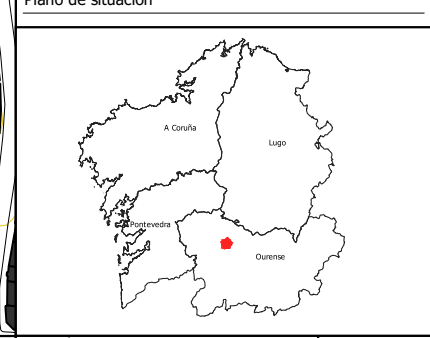 Plano de situación
A Coruña
Lugo
Pontevedra
Ourense